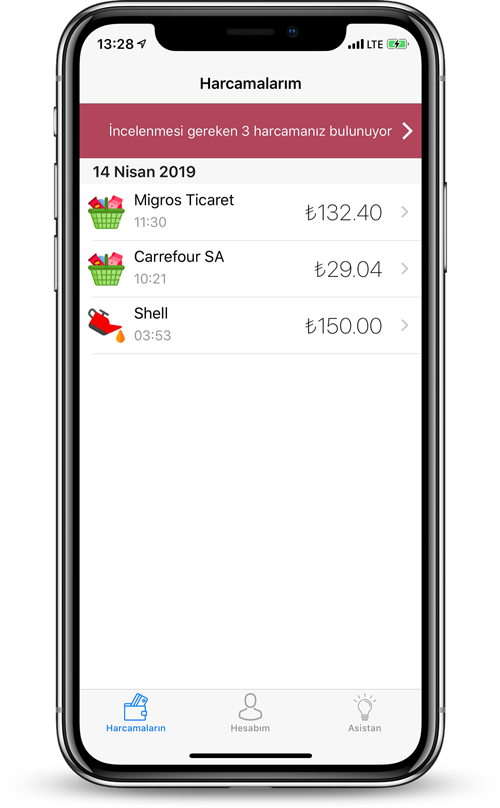 13:28
LTE
Harcamalarım
İncelenmesi gereken 3 harcamanız bulunuyor
14 Nisan 2019
Migros Ticaret
₺132.40
11:30
Carrefour SA
₺29.04
10:21
Shell
₺150.00
03:53
Harcamaların
Hesabım
Asistan